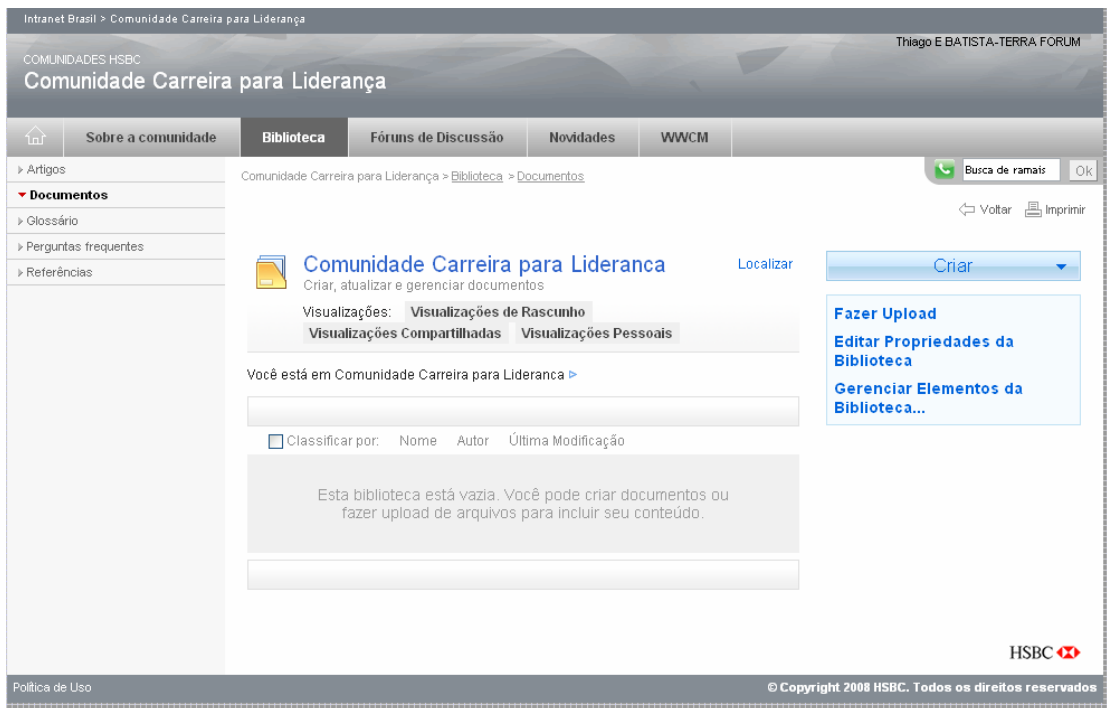 Intranet Brasil > Comunidade Carreira para Liderança
Thiago E BATISTA-TERRA FORUM
COMUNIDADES HSBC
Comunidade Carreira para Liderança
Sobre a comunidade
Biblioteca
Fóruns de Discussão
Novidades
WWCM
Artigos
Documentos
Glossário
Perguntas frequentes
Referências
Comunidade Carreira para Liderança > Biblioteca > Documentos
Busca de ramais
Ok
Voltar
Imprimir
Comunidade Carreira para Lideranca
Localizar
Criar, atualizar e gerenciar documentos
Visualizações: Visualizações de Rascunho
Visualizações Compartilhadas Visualizações Pessoais
Criar
Fazer Upload
Editar Propriedades da
Biblioteca
Gerenciar Elementos da
Biblioteca...
Você está em Comunidade Carreira para Lideranca
Classificar por: Nome Autor Última Modificação
Esta biblioteca está vazia. Você pode criar documentos ou
fazer upload de arquivos para incluir seu conteúdo.
HSBC
Política de Uso
© Copyright 2008 HSBC. Todos os direitos reservados